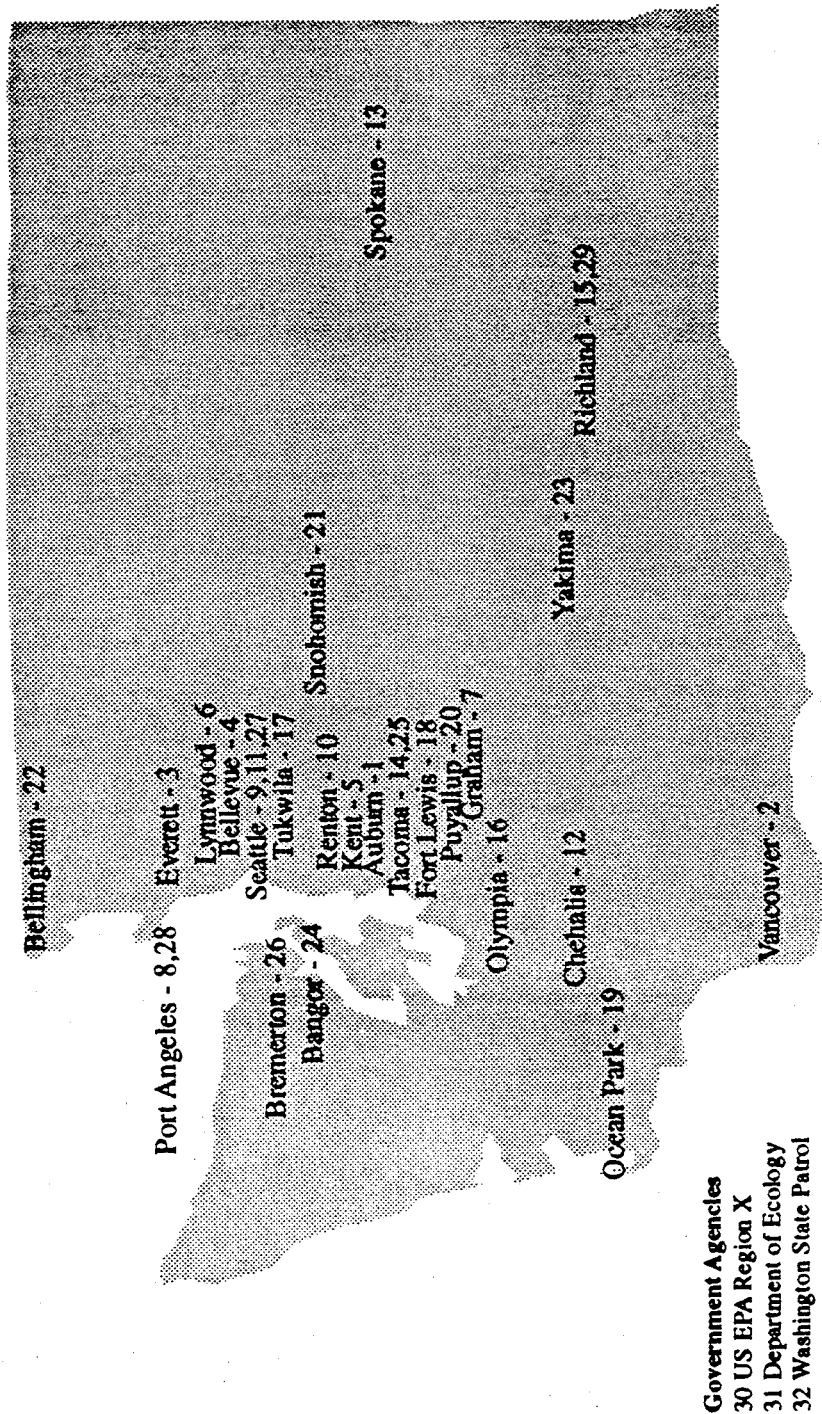 Bellingham - 22
Port Angeles - 8,28
Everett - 3
Lynnwood - 6
Bellevue - 4
Seattle - 9,11,27
Tukwila - 17
Bremerton - 26
Bangor - 24
Snohomish - 21
Renton - 10
Kent - 5
Auburn - 1
Spokane - 13
Tacoma - 14,25
Fort Lewis - 18
Puyallup - 20
Graham - 7
Olympia - 16
Yakima - 23
Richland - 15,29
Chehalis - 12
Ocean Park - 19
Vancouver - 2
Government Agencies
30 US EPA Region X
31 Department of Ecology
32 Washington State Patrol